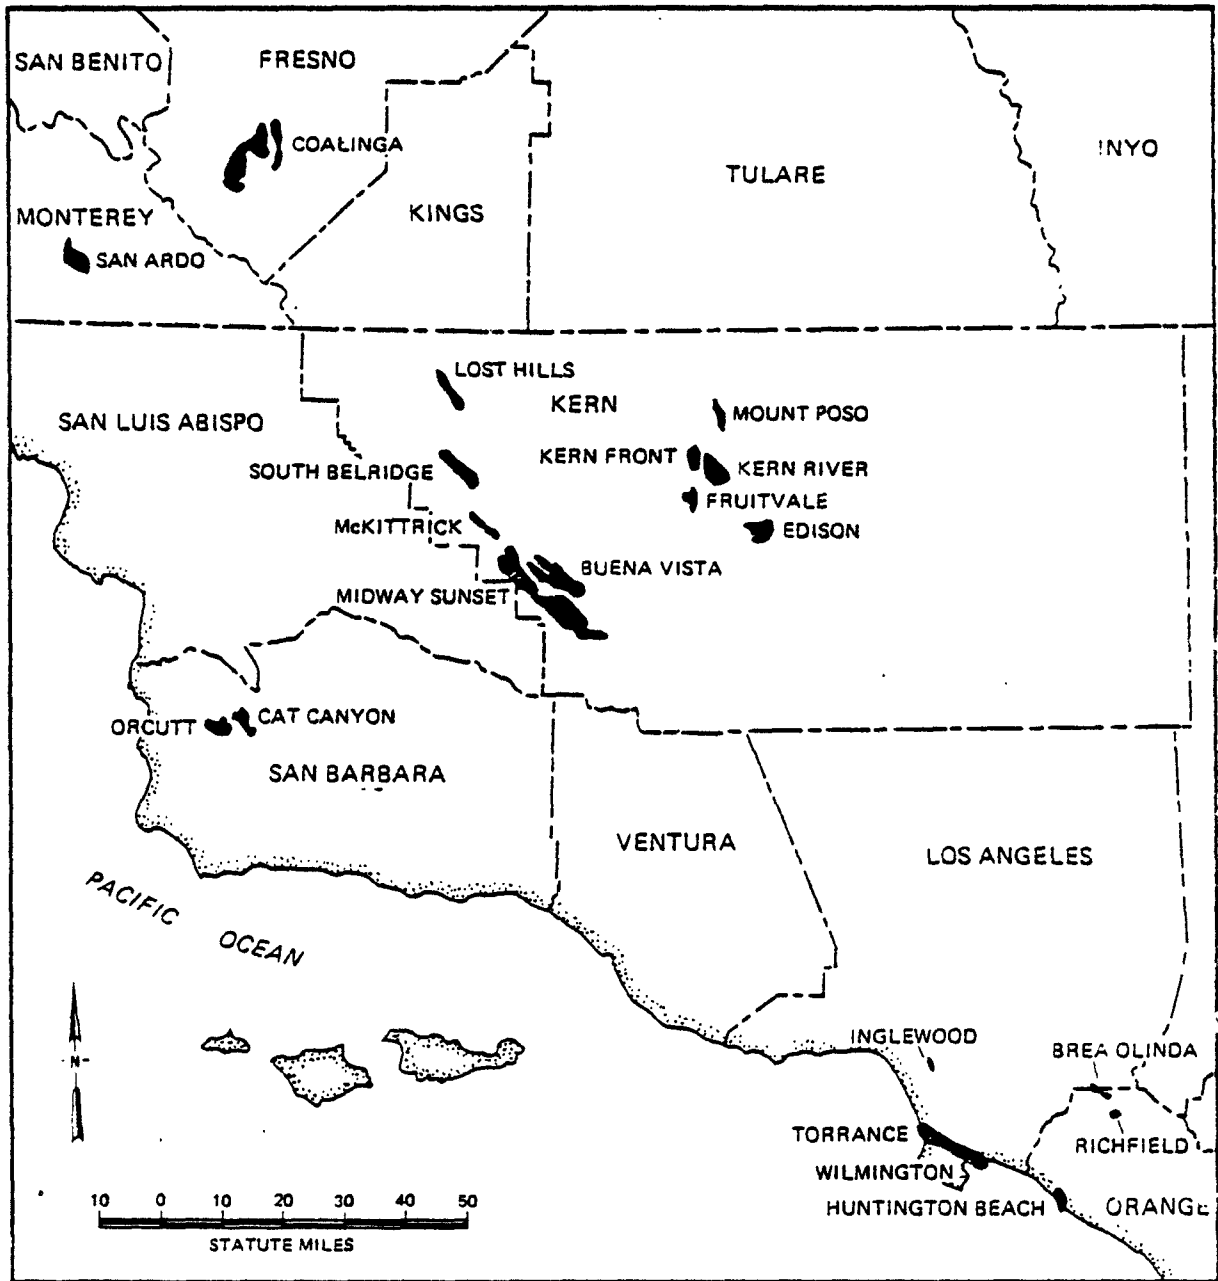 SAN BENITO
FRESNO
COALINGA
INYO
TULARE
MONTEREY
KINGS
SAN ARDO
LOST HILLS
KERN
SAN LUIS ABISPO
MOUNT POSO
KERN FRONT
KERN RIVER
SOUTH BELRIDGE
FRUITVALE
McKITTRICK
EDISON
BUENA VISTA
MIDWAY SUNSET
CAT CANYON
ORCUTT
SAN BARBARA
VENTURA
LOS ANGELES
PACIFIC
OCEAN
N
INGLEWOOD
BREA OLINDA
TORRANCE
RICHFIELD
WILMINGTON
HUNTINGTON BEACH
ORANGE
10 0 10 20 30 40 50
STATUTE MILES